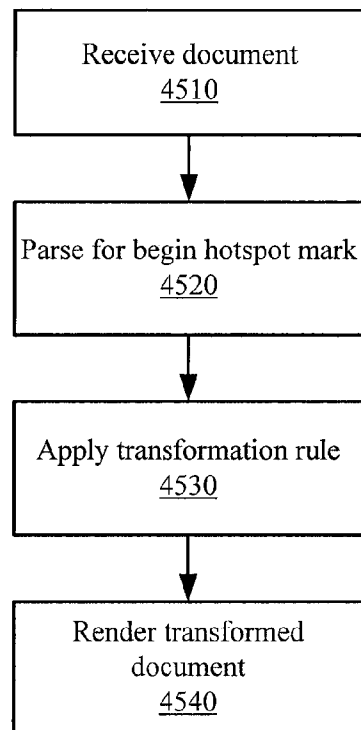 Receive document
4510
Parse for begin hotspot mark
4520
Apply transformation rule
4530
Render transformed
document
4540